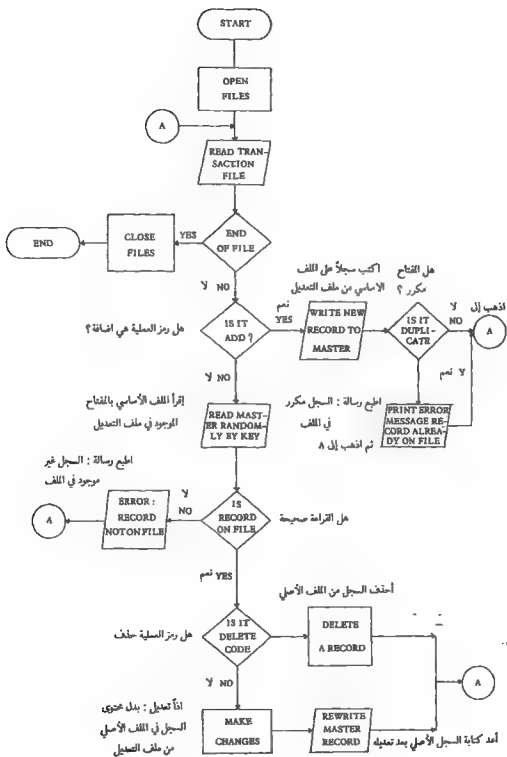 START
OPEN
FILES
A
READ TRAN-
SACTION
FILE
END
OF FILE
YES
CLOSE
FILES
END
لا NO
هل رمز العملية هي اضافة؟
IS IT
ADD ?
نعم
YES
اكتب سجلاً على الملف
الاساسي من ملف التعديل
WRITE NEW
RECORD TO
MASTER
هل المفتاح
مكرر ؟
IS IT
DUPLI-
CATE
لا
NO
اذهب إلى
A
نعم Y
اطبع رسالة : السجل مكرر
في الملف
ثم اذهب إلى A
PRINT ERROR
MESSAGE RE
CORD ALREA-
DY ON FILE
لا NO
إقرأ الملف الأساسي بالمفتاح
الموجود في ملف التعديل
READ MAST-
ER RANDOM-
LY BY KEY
اطبع رسالة : السجل غير
موجود في الملف
A
ERROR :
RECORD
NOT ON FILE
لا
NO
IS
RECORD
ON FILE
هل القراءة صحيحة
نعم YES
هل رمز العملية حذف
IS IT
DELETE
CODE
أحذف السجل من الملف الأصلي
DELETE
A RECORD
A
لا NO
اذاً تعديل : بدل محتوى
السجل في الملف الأصلي
من ملف التعديل
MAKE
CHANGES
REWRITE
MASTER
RECORD
أعد كتابة السجل الأصلي بعد تعديله